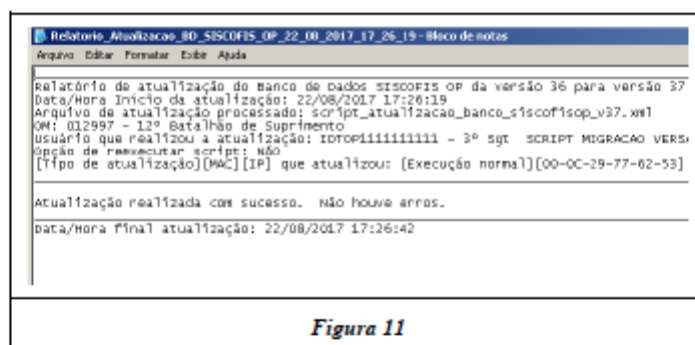 Relatorio_Atualizacao_BD_SISCOFIS_OP_22_08_2017_17_26_19 - Bloco de notas
Arquivo Editar Formatar Exibir Ajuda
Relatório de atualização do Banco de Dados SISCOFIS OP da versão 36 para versão 37
Data/Hora Início da atualização: 22/08/2017 17:26:19
Arquivo de atualização processado: script_atualizacao_banco_siscofisop_v37.xml
OM: 012997 - 12º Batalhão de Suprimento
Usuário que realizou a atualização: IDTOP1111111111 - 3º Sgt SCRIPT MIGRACAO VERS
Opção de reexecutar script: NÃO
[Tipo de atualização][MAC][IP] que atualizou: [Execução normal][00-0C-29-77-62-53]
Atualização realizada com sucesso. Não houve erros.
Data/Hora final atualização: 22/08/2017 17:26:42
Figura 11